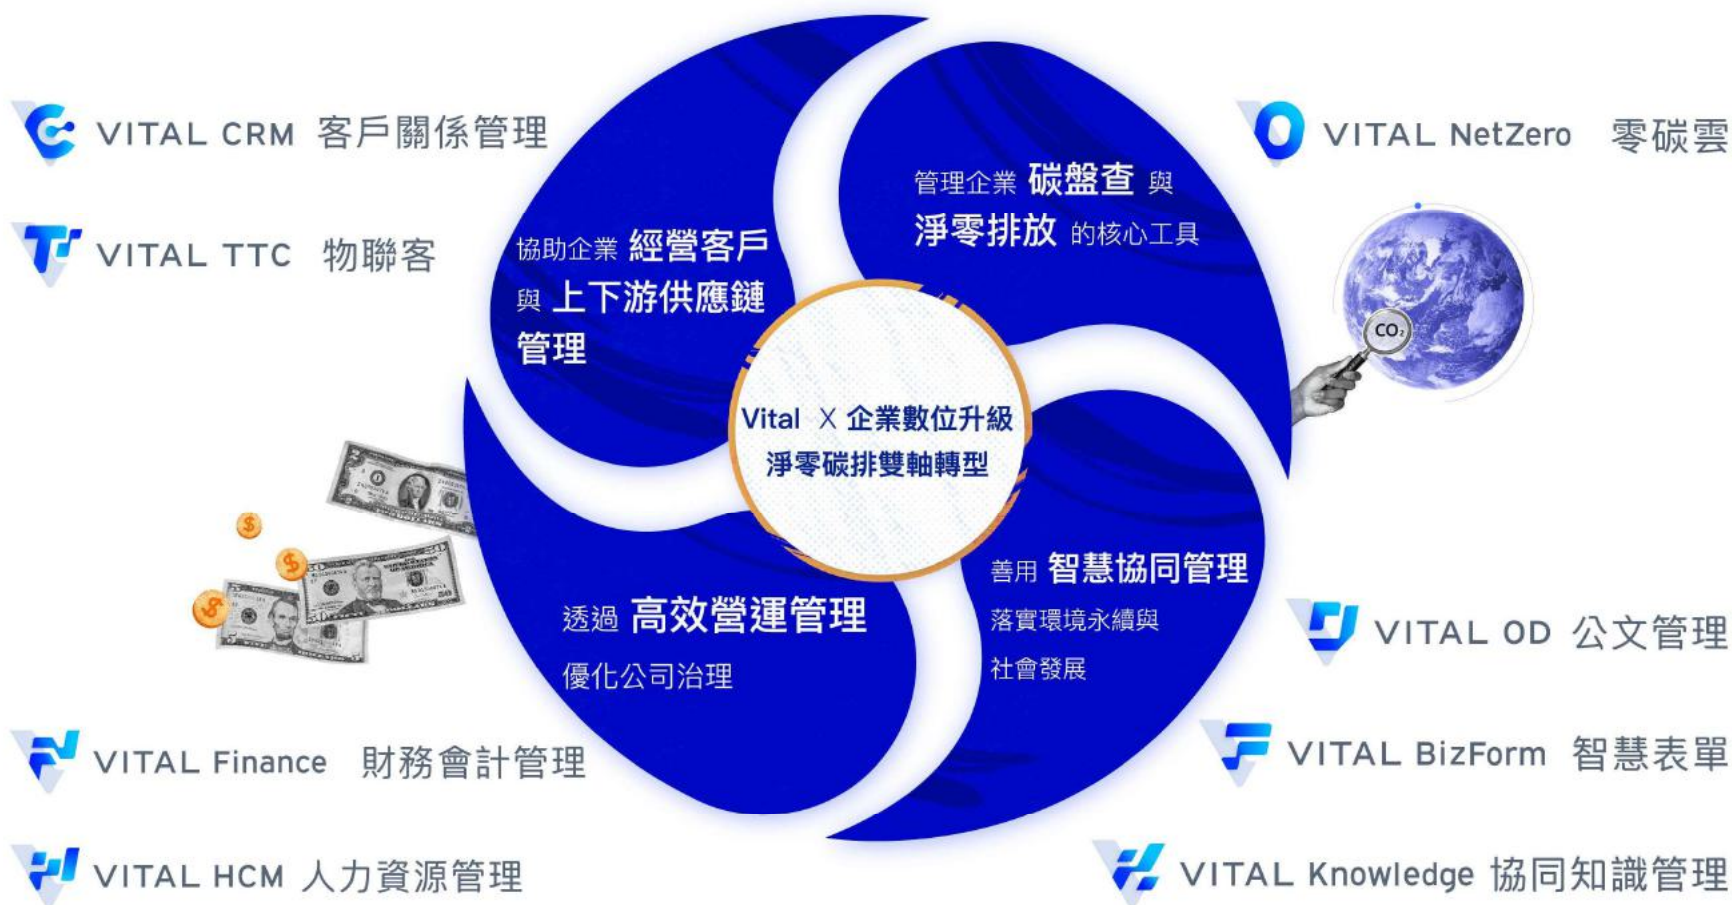 VITAL CRM 客戶關係管理
VITAL TTC 物聯客
協助企業 經營客戶
與 上下游供應鏈
管理
管理企業 碳盤查 與
淨零排放 的核心工具
VITAL NetZero 零碳雲
CO₂
Vital X 企業數位升級
淨零碳排雙軸轉型
透過 高效營運管理
優化公司治理
善用 智慧協同管理
落實環境永續與
社會發展
VITAL Finance 財務會計管理
VITAL HCM 人力資源管理
VITAL OD 公文管理
VITAL BizForm 智慧表單
VITAL Knowledge 協同知識管理